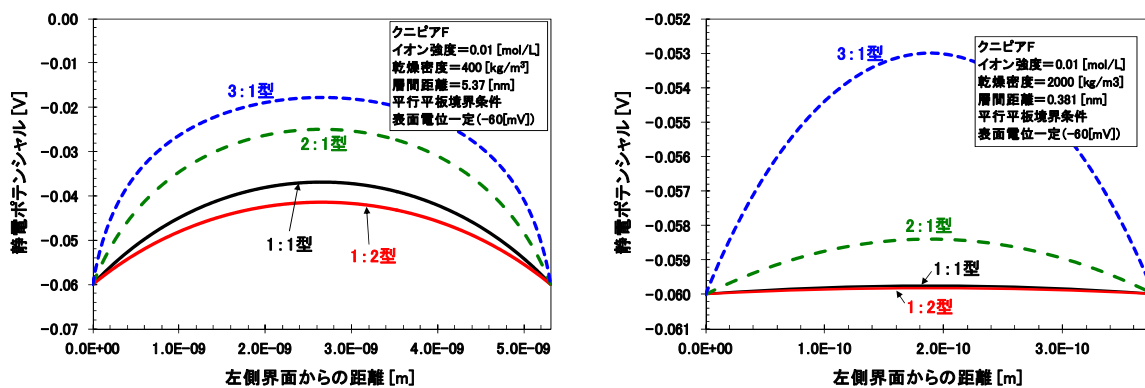 0.00
-0.01
-0.02
-0.03
-0.04
-0.05
-0.06
-0.07
静電ポテンシャル [V]
クニピアF
イオン強度=0.01 [mol/L]
乾燥密度=400 [kg/m³]
層間距離=5.37 [nm]
平行平板境界条件
表面電位一定(-60[mV])
3:1型
2:1型
1:1型
1:2型
0.0E+00 1.0E-09 2.0E-09 3.0E-09 4.0E-09 5.0E-09
左側界面からの距離 [m]
-0.052
-0.053
-0.054
-0.055
-0.056
-0.057
-0.058
-0.059
-0.060
-0.061
静電ポテンシャル [V]
クニピアF
イオン強度=0.01 [mol/L]
乾燥密度=2000 [kg/m3]
層間距離=0.381 [nm]
平行平板境界条件
表面電位一定(-60[mV])
3:1型
2:1型
1:1型
1:2型
0.0E+00 1.0E-10 2.0E-10 3.0E-10
左側界面からの距離 [m]